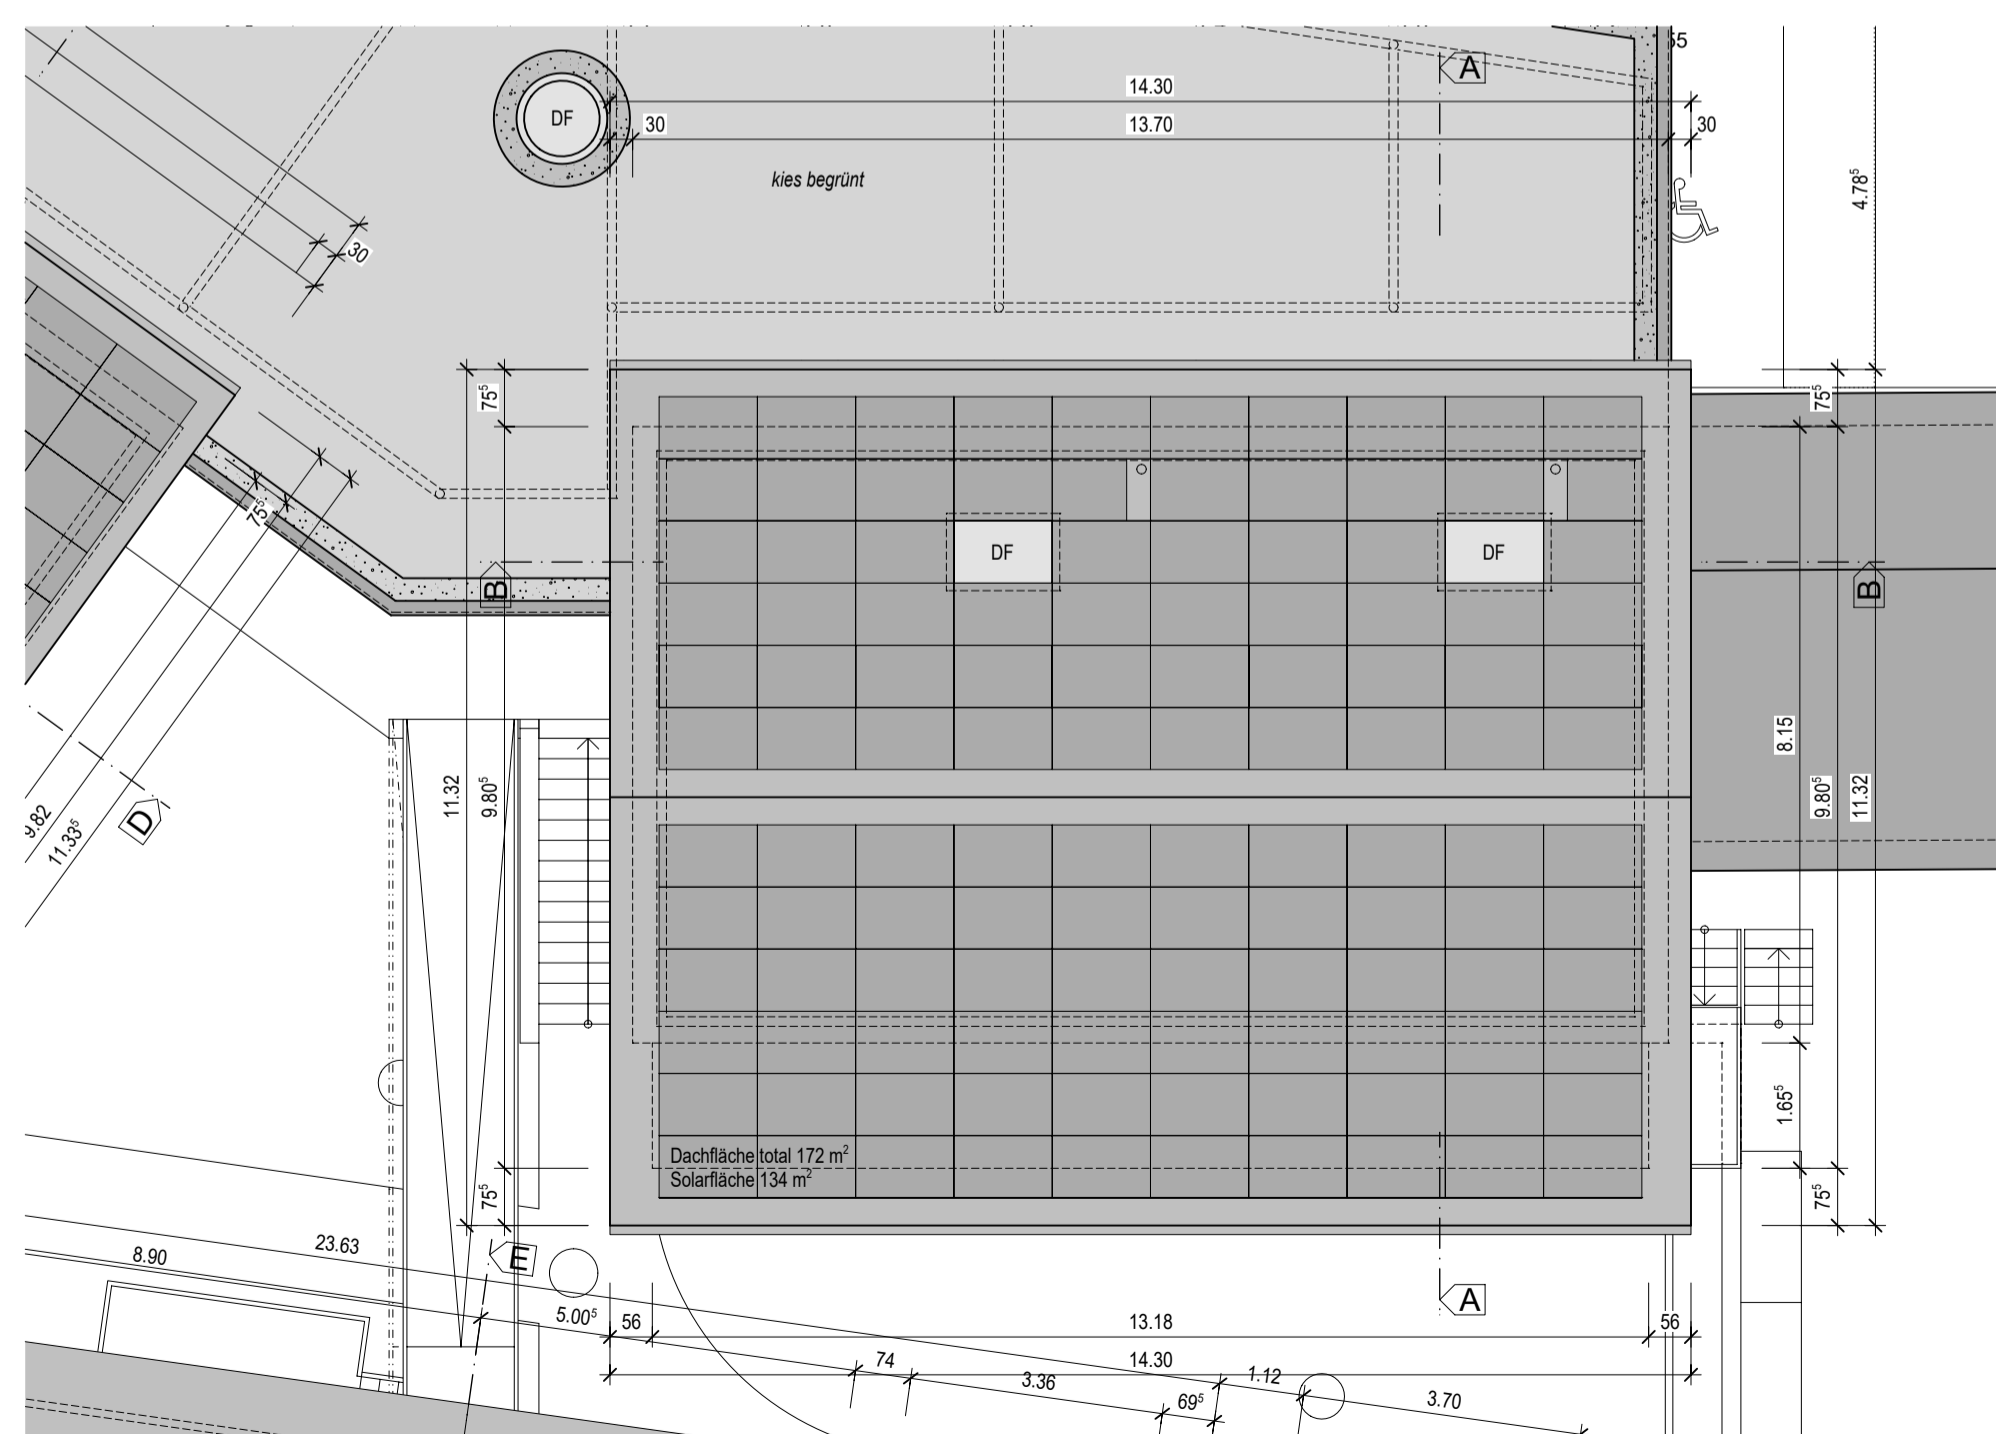 55
A
14.30
DF
30
13.70
30
kies begrünt
4.78⁵
30
75⁵
75⁵
75⁵
DF
DF
B
B
8.15
11.32
9.80⁵
9.80⁵
11.32
9.82
11.33⁵
D
1.65⁵
Dachfläche total 172 m²
Solarfläche 134 m²
75⁵
75⁵
23.63
8.90
E
A
5.00⁵
56
13.18
56
14.30
74
3.36
1.12
69⁵
3.70